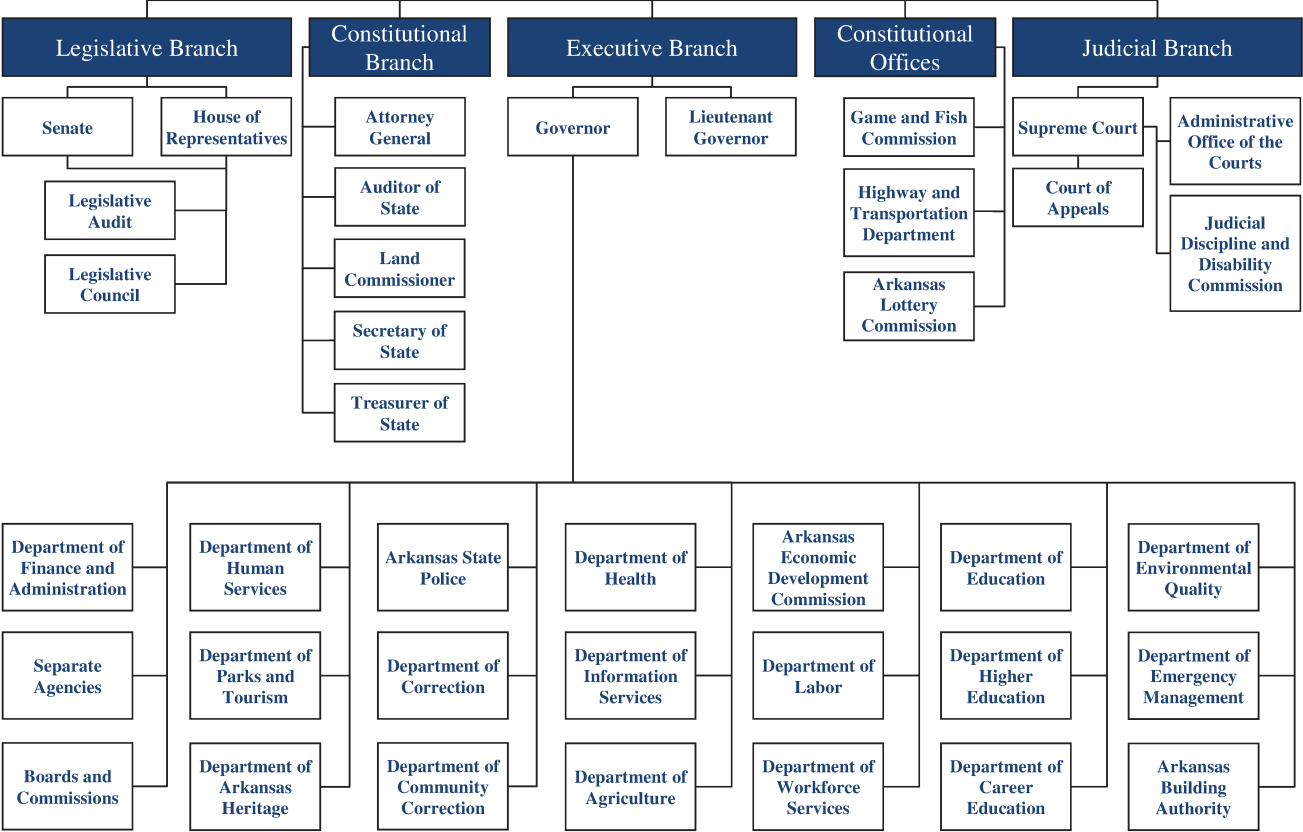 Legislative Branch
Constitutional
Branch
Executive Branch
Constitutional
Offices
Judicial Branch
Senate
House of
Representatives
Legislative
Audit
Legislative
Council
Attorney
General
Auditor of
State
Land
Commissioner
Secretary of
State
Treasurer of
State
Governor
Lieutenant
Governor
Game and Fish
Commission
Highway and
Transportation
Department
Arkansas
Lottery
Commission
Supreme Court
Court of
Appeals
Administrative
Office of the
Courts
Judicial
Discipline and
Disability
Commission
Department of
Finance and
Administration
Department of
Human
Services
Arkansas State
Police
Department of
Health
Arkansas
Economic
Development
Commission
Department of
Education
Department of
Environmental
Quality
Separate
Agencies
Department of
Parks and
Tourism
Department of
Correction
Department of
Information
Services
Department of
Labor
Department of
Higher
Education
Department of
Emergency
Management
Boards and
Commissions
Department of
Arkansas
Heritage
Department of
Community
Correction
Department of
Agriculture
Department of
Workforce
Services
Department of
Career
Education
Arkansas
Building
Authority